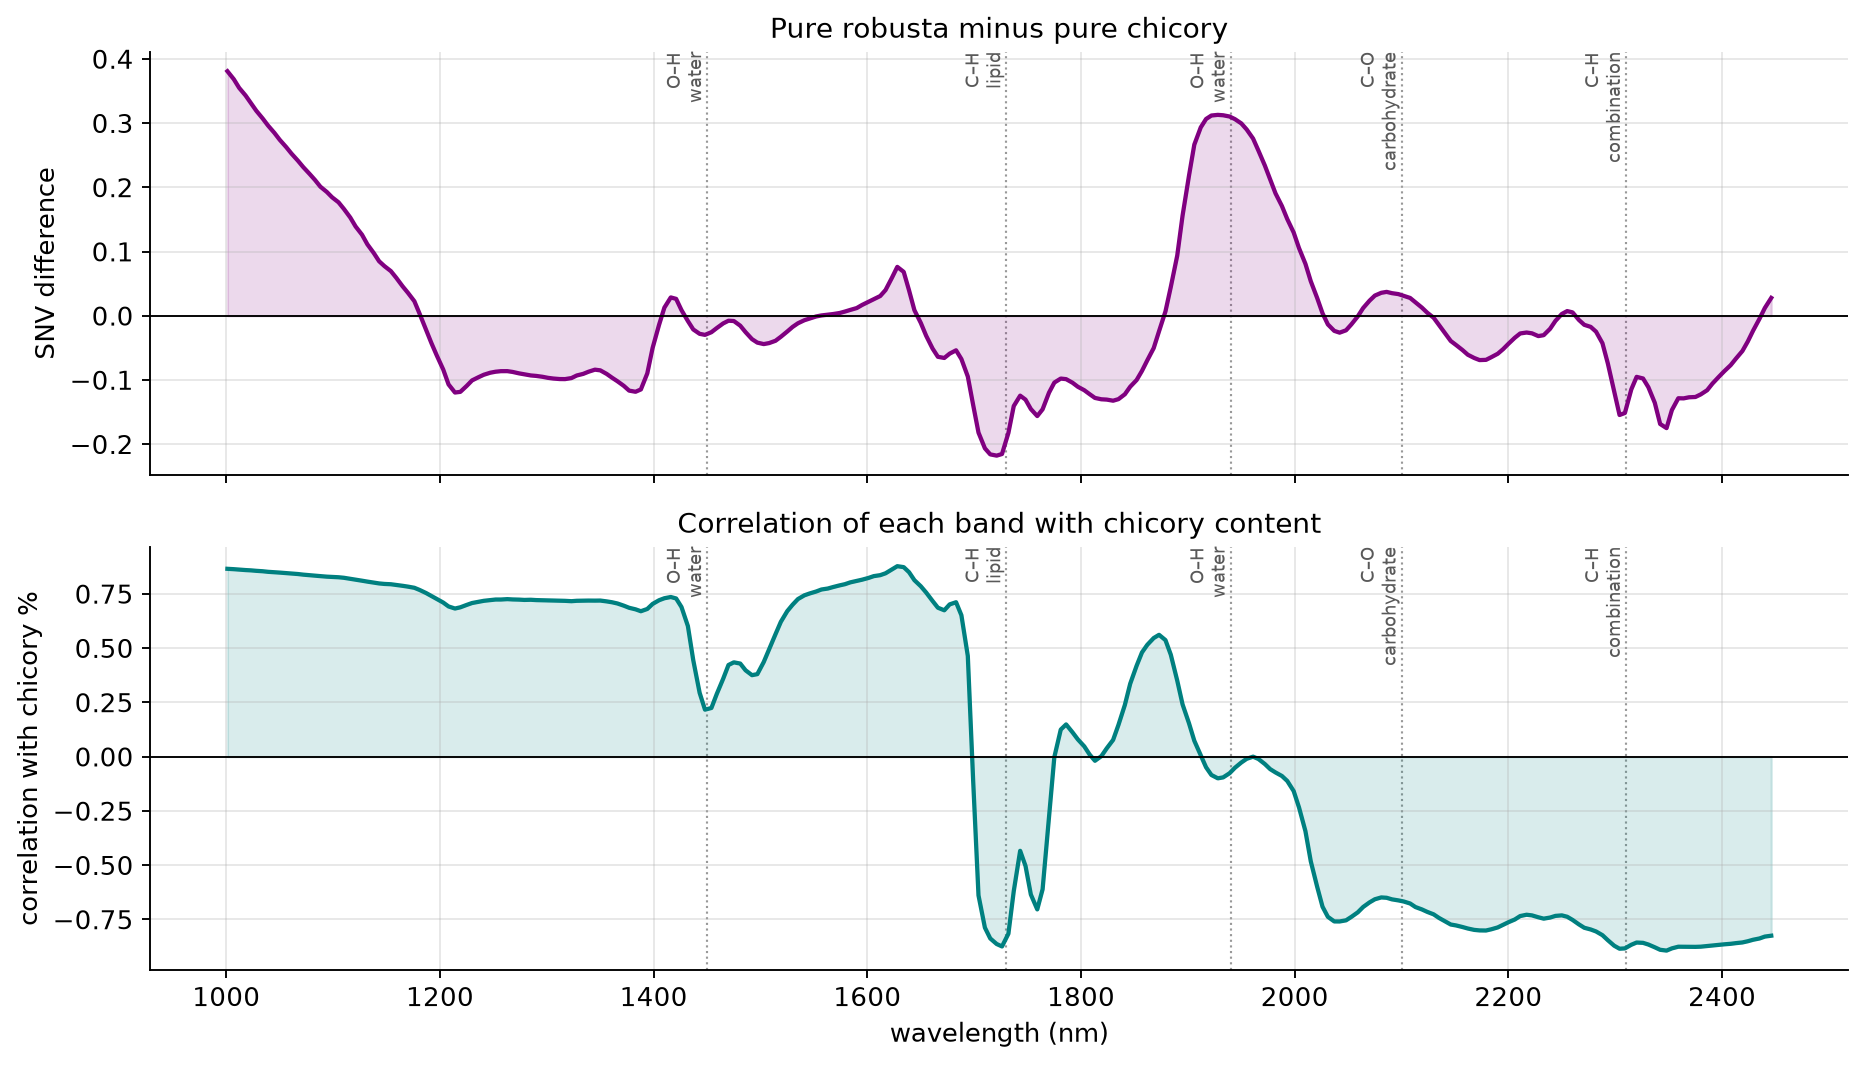 Pure robusta minus pure chicory
SNV difference
0.4
0.3
0.2
0.1
0.0
−0.1
−0.2
O–H
water
C–H
lipid
O–H
water
C–O
carbohydrate
C–H
combination
Correlation of each band with chicory content
correlation with chicory %
0.75
0.50
0.25
0.00
−0.25
−0.50
−0.75
O–H
water
C–H
lipid
O–H
water
C–O
carbohydrate
C–H
combination
1000 1200 1400 1600 1800 2000 2200 2400
wavelength (nm)